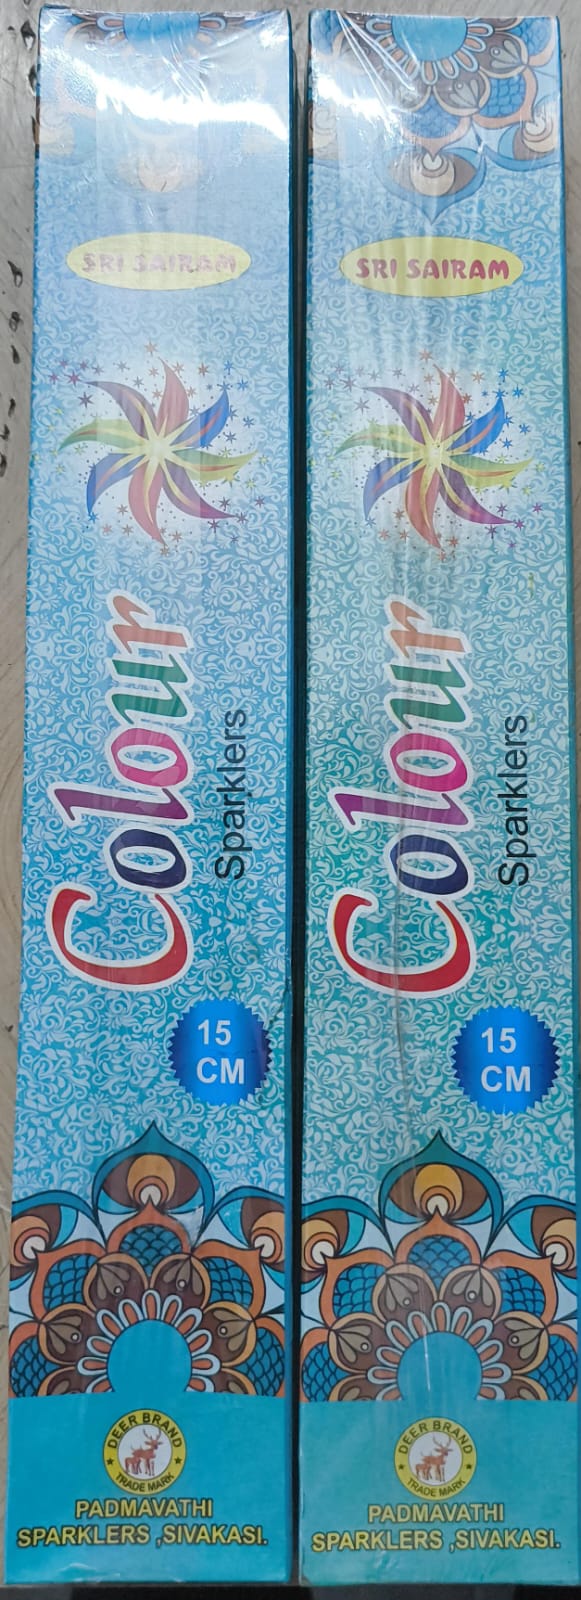 SRI SAIRAM
Colour
Sparklers
15
CM
DEER BRAND
TRADE MARK
PADMAVATHI
SPARKLERS ,SIVAKASI.
SRI SAIRAM
Colour
Sparklers
15
CM
DEER BRAND
TRADE MARK
PADMAVATHI
SPARKLERS ,SIVAKASI.